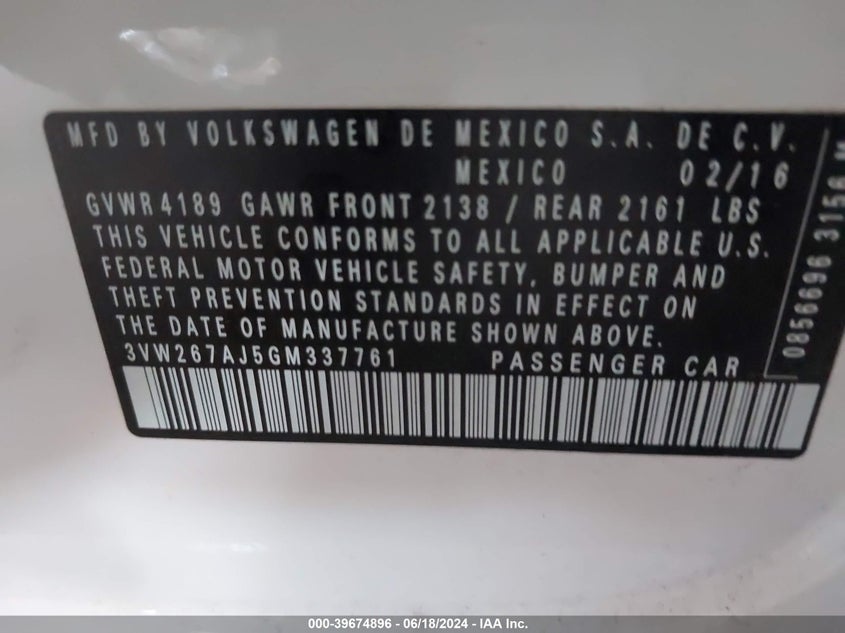 MFD BY VOLKSWAGEN DE MEXICO S.A. DE C.V.
MEXICO 02/16
GVWR 4189 GAWR FRONT 2138 / REAR 2161 LBS
THIS VEHICLE CONFORMS TO ALL APPLICABLE U.S.
FEDERAL MOTOR VEHICLE SAFETY, BUMPER AND
THEFT PREVENTION STANDARDS IN EFFECT ON
THE DATE OF MANUFACTURE SHOWN ABOVE.
3VW267AJ5GM337761 PASSENGER CAR
0856696 3156 M
000-39674896 - 06/18/2024 - IAA Inc.